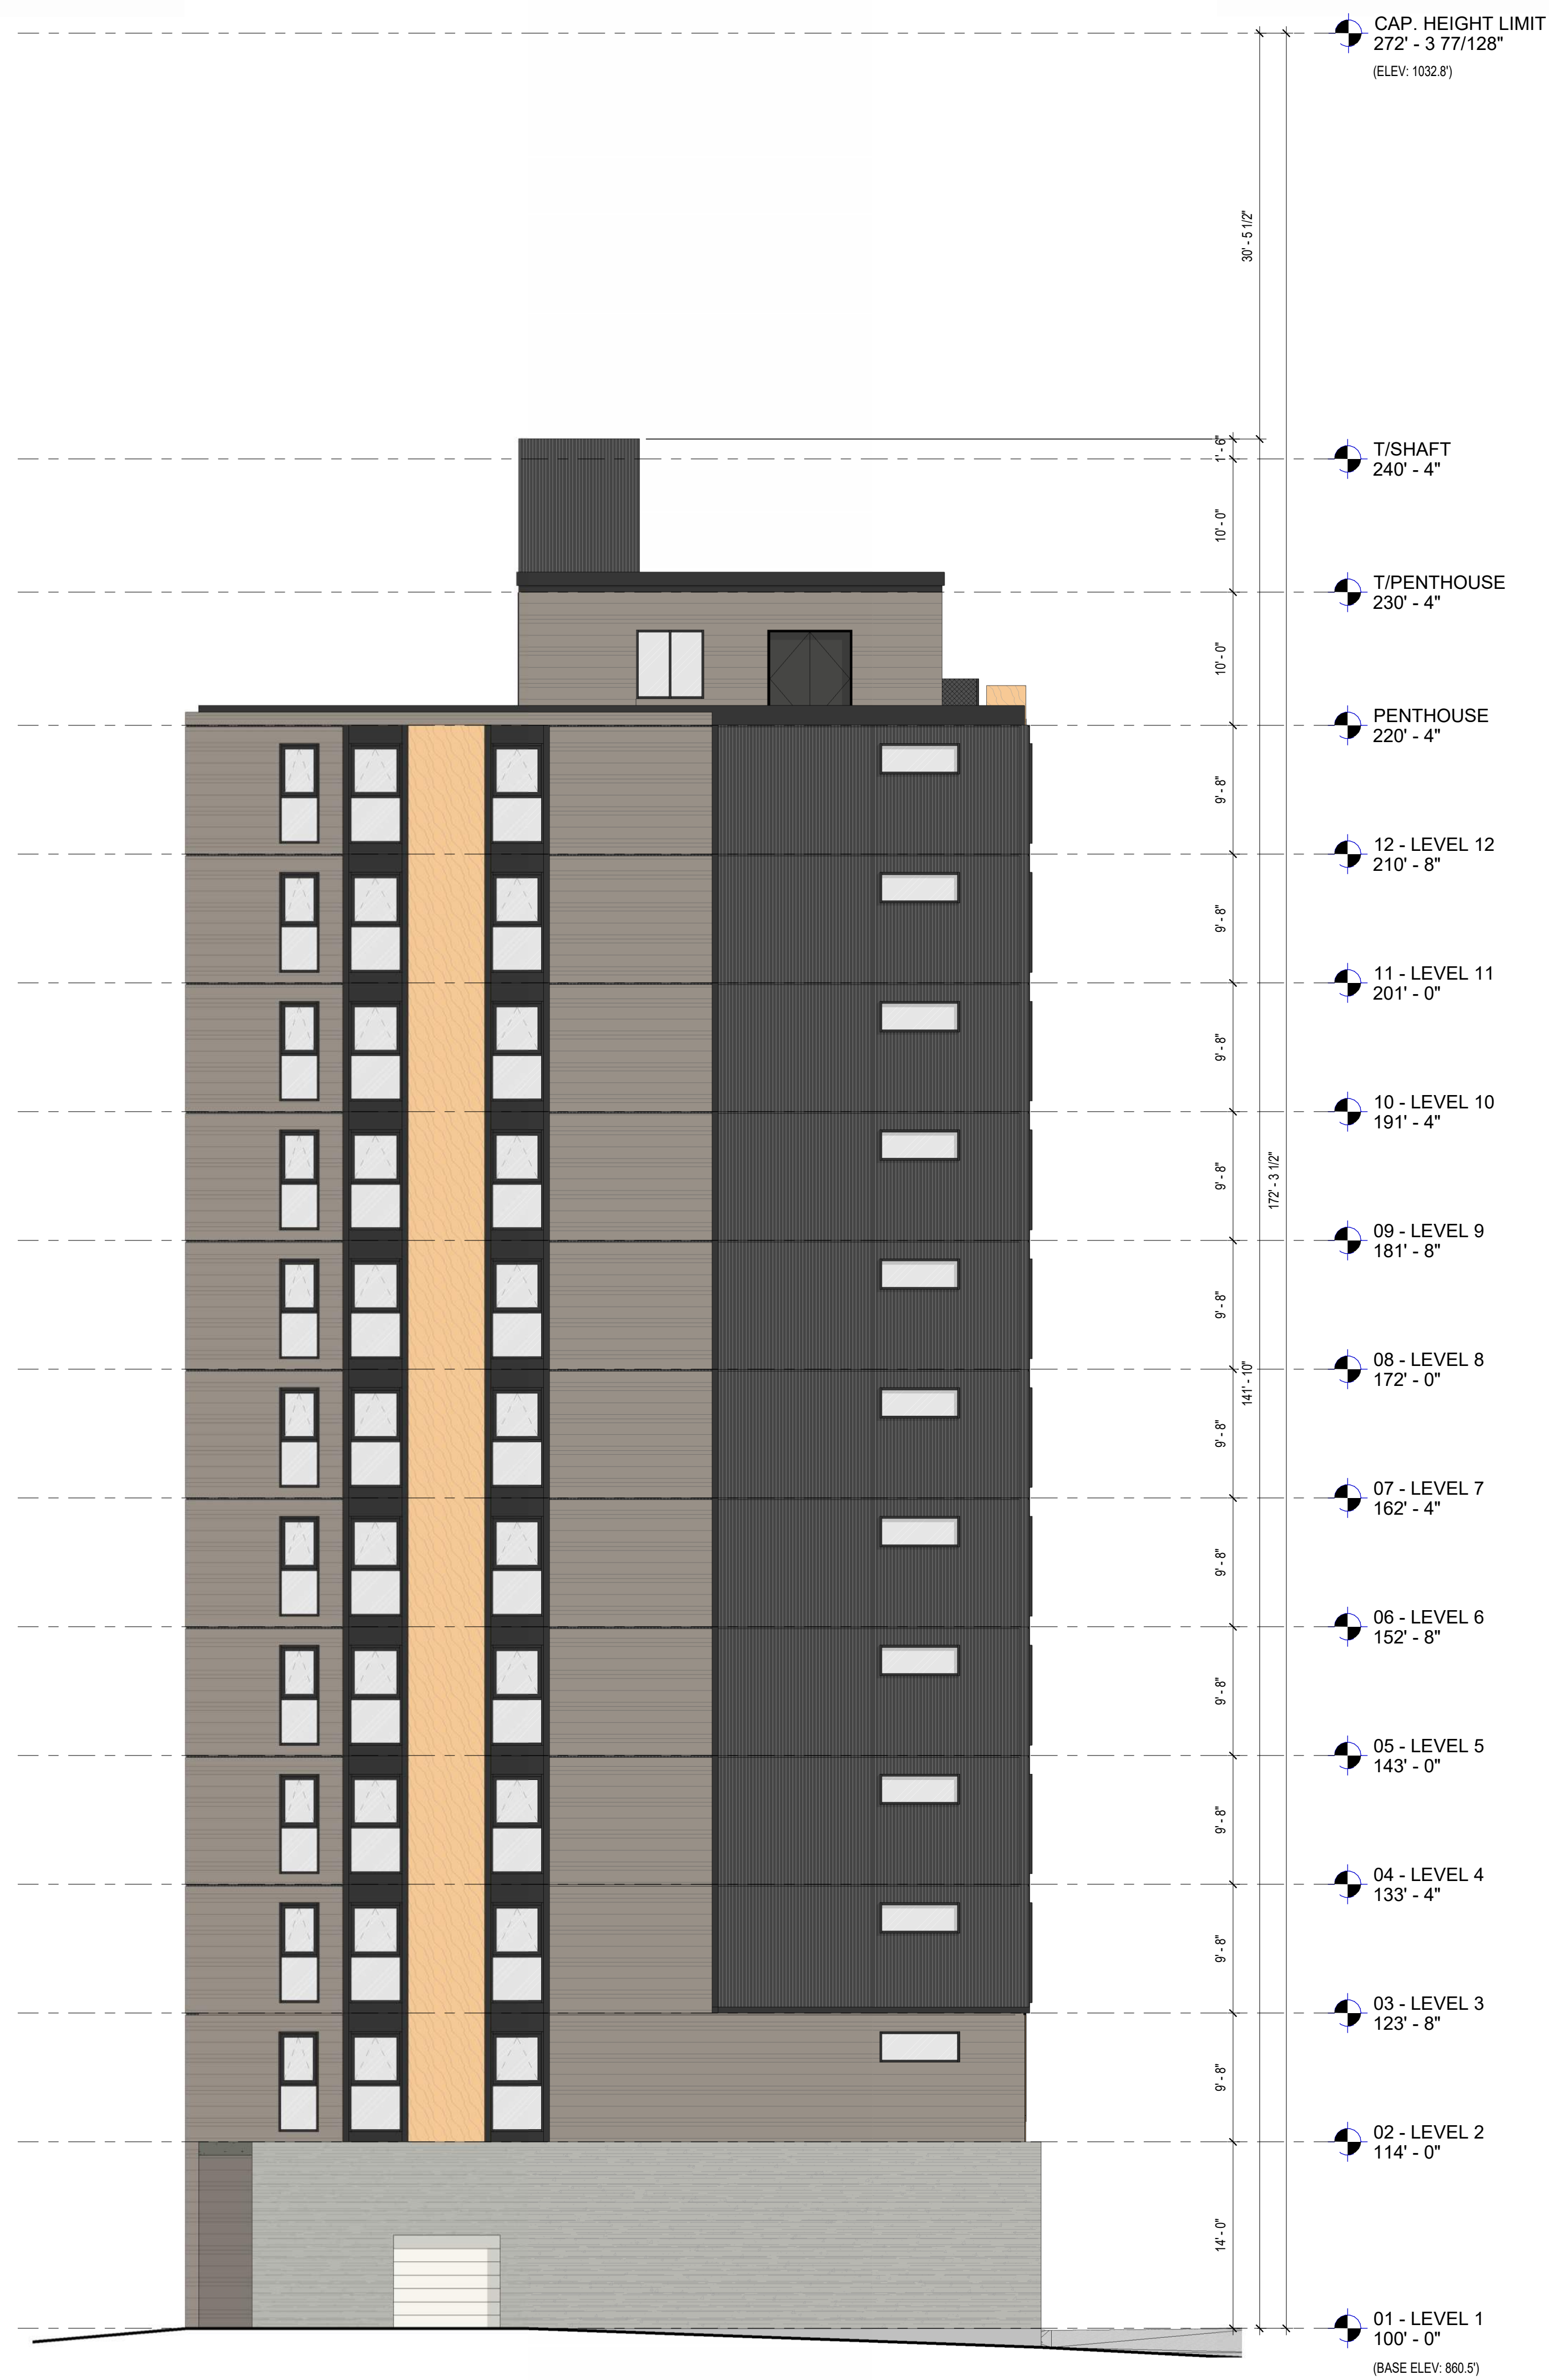 CAP. HEIGHT LIMIT
272' - 3 77/128"
(ELEV: 1032.8')
30' - 5 1/2"
1' - 6"
T/SHAFT
240' - 4"
10' - 0"
T/PENTHOUSE
230' - 4"
10' - 0"
PENTHOUSE
220' - 4"
9' - 8"
12 - LEVEL 12
210' - 8"
9' - 8"
11 - LEVEL 11
201' - 0"
9' - 8"
10 - LEVEL 10
191' - 4"
9' - 8"
172' - 3 1/2"
09 - LEVEL 9
181' - 8"
9' - 8"
08 - LEVEL 8
172' - 0"
141' - 10"
9' - 8"
07 - LEVEL 7
162' - 4"
9' - 8"
06 - LEVEL 6
152' - 8"
9' - 8"
05 - LEVEL 5
143' - 0"
9' - 8"
04 - LEVEL 4
133' - 4"
9' - 8"
03 - LEVEL 3
123' - 8"
9' - 8"
02 - LEVEL 2
114' - 0"
14' - 0"
01 - LEVEL 1
100' - 0"
(BASE ELEV: 860.5')